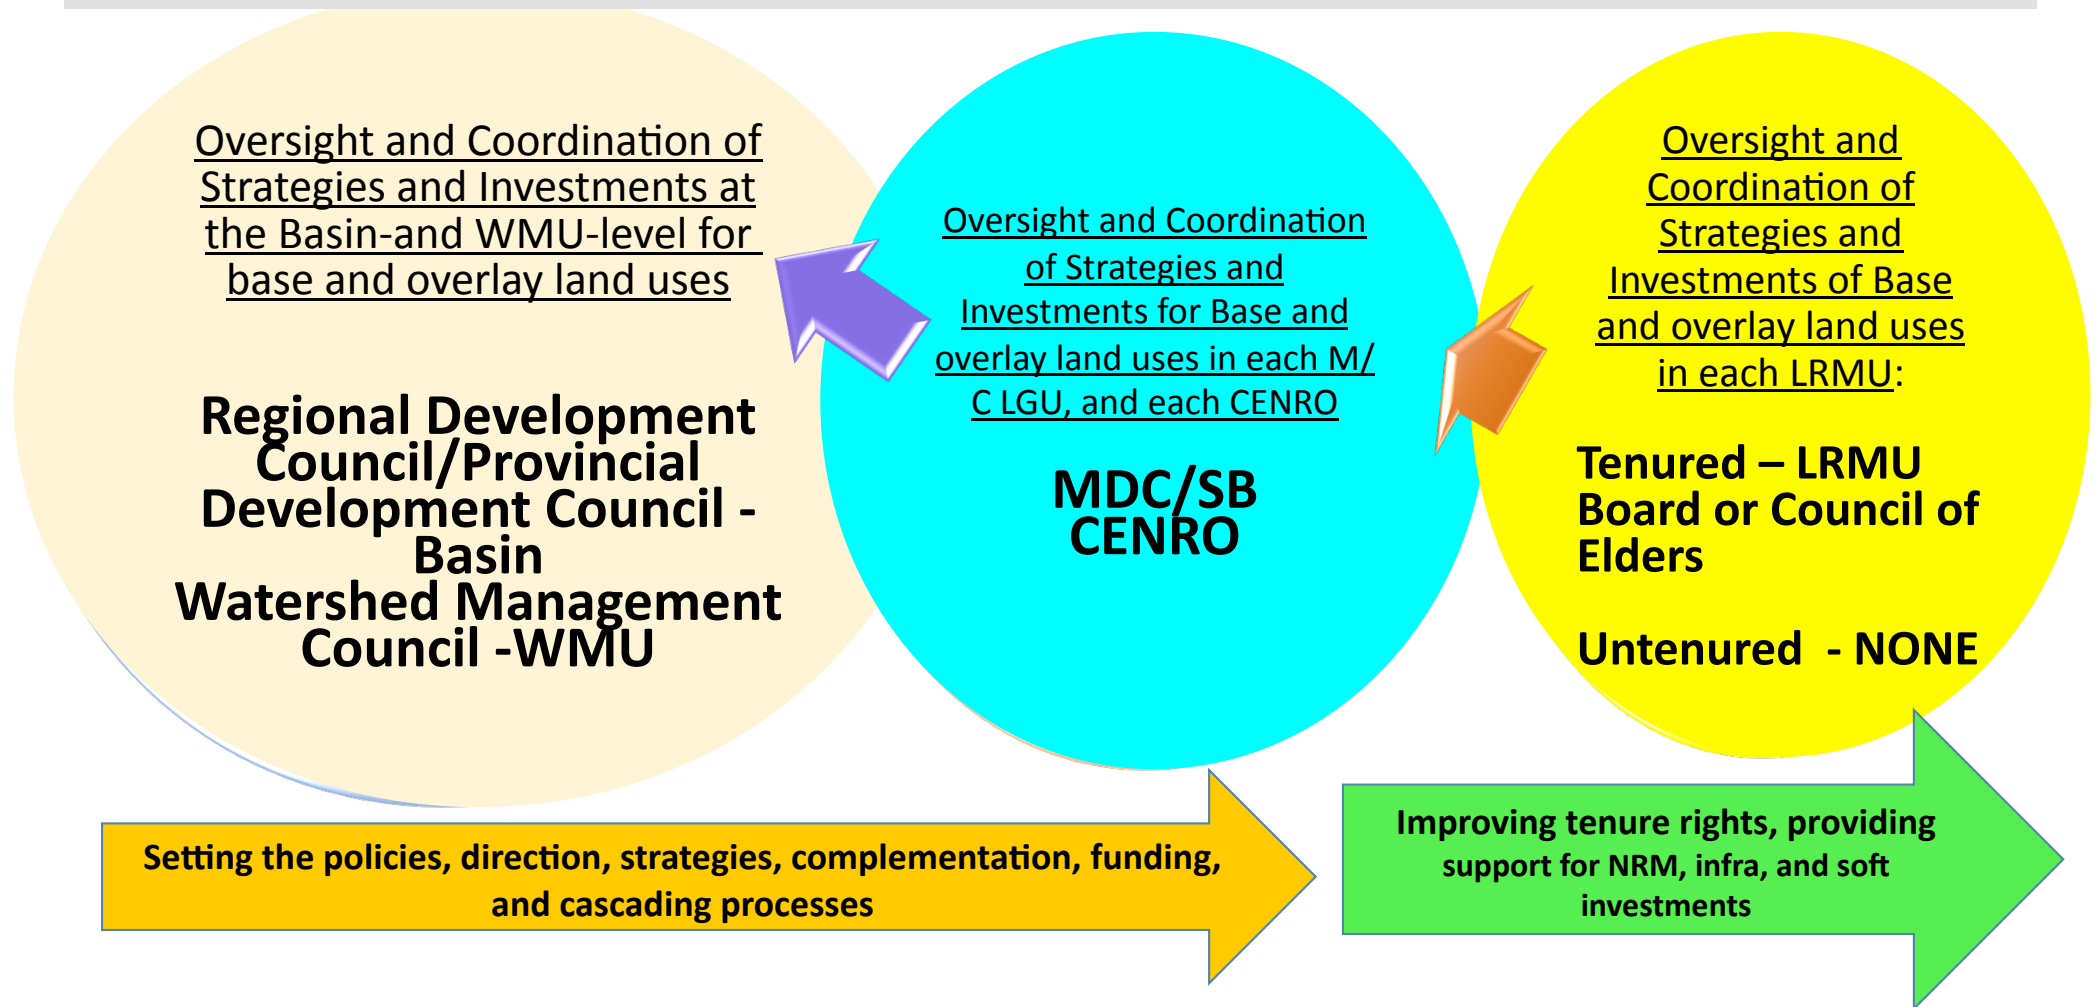 Oversight and Coordination of
Strategies and Investments at
the Basin-and WMU-level for
base and overlay land uses
Regional Development
Council/Provincial
Development Council -
Basin
Watershed Management
Council -WMU
Oversight and Coordination
of Strategies and
Investments for Base and
overlay land uses in each M/
C LGU, and each CENRO
MDC/SB
CENRO
Oversight and
Coordination of
Strategies and
Investments of Base
and overlay land uses
in each LRMU:
Tenured – LRMU
Board or Council of
Elders
Untenured - NONE
Setting the policies, direction, strategies, complementation, funding,
and cascading processes
Improving tenure rights, providing
support for NRM, infra, and soft
investments